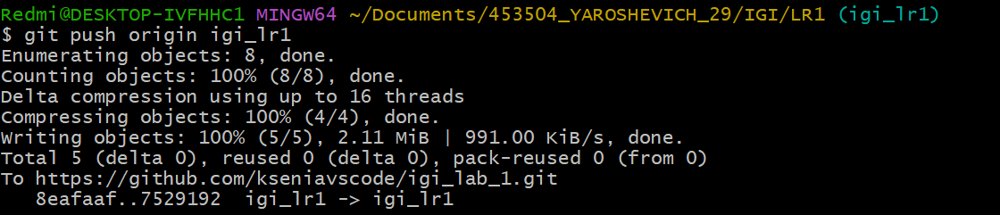 Redmi@DESKTOP-IVFHHC1 MINGW64 ~/Documents/453504_YAROSHEVICH_29/IGI/LR1 (igi_lr1)
$ git push origin igi_lr1
Enumerating objects: 8, done.
Counting objects: 100% (8/8), done.
Delta compression using up to 16 threads
Compressing objects: 100% (4/4), done.
Writing objects: 100% (5/5), 2.11 MiB | 991.00 KiB/s, done.
Total 5 (delta 0), reused 0 (delta 0), pack-reused 0 (from 0)
To https://github.com/kseniavscode/igi_lab_1.git
   8eafaaf..7529192  igi_lr1 -> igi_lr1